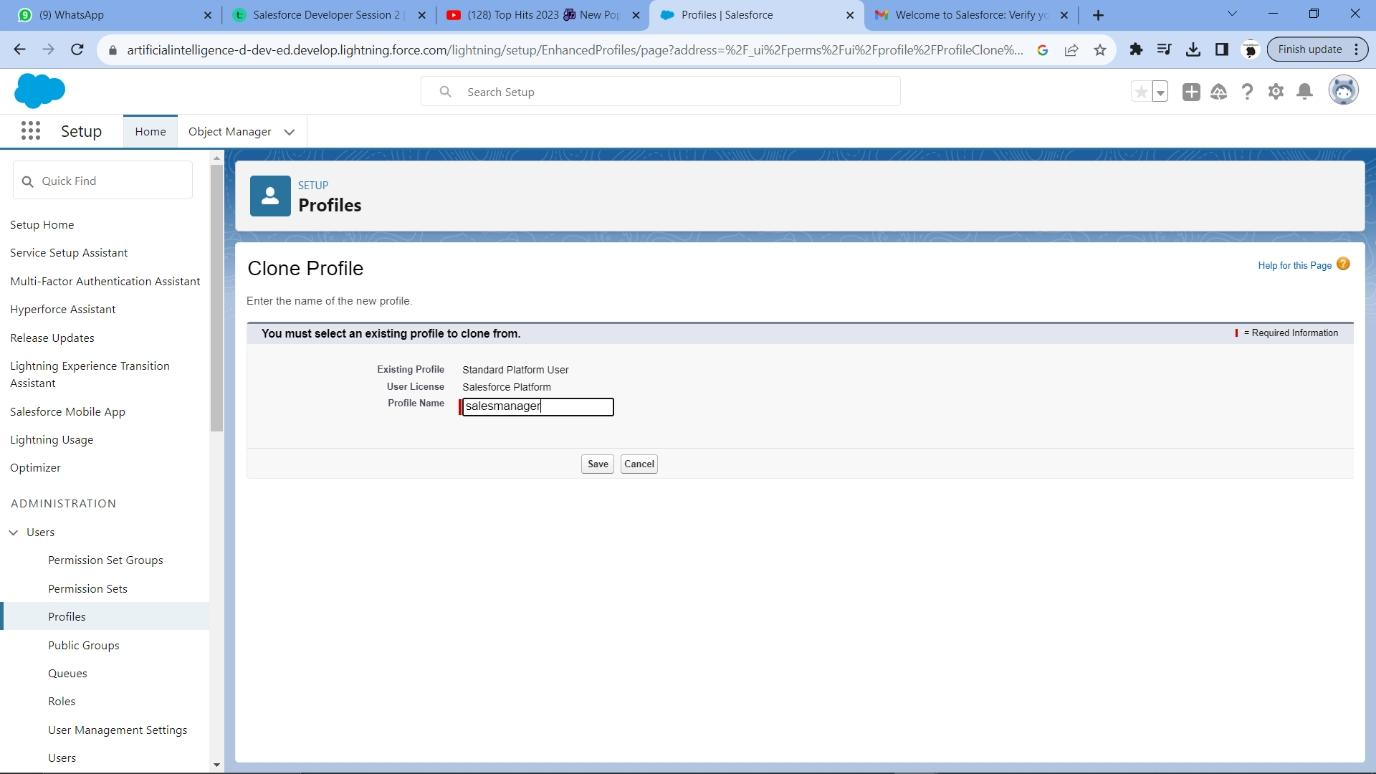 (9) WhatsApp
Salesforce Developer Session 2 |
(128) Top Hits 2023 New Pop
Profiles | Salesforce
Welcome to Salesforce: Verify yo
artificialintelligence-d-dev-ed.develop.lightning.force.com/lightning/setup/EnhancedProfiles/page?address=%2F_ui%2Fperms%2Fui%2Fprofile%2FProfileClone%...
Finish update
Search Setup
Setup
Home
Object Manager
Quick Find
Setup Home
Service Setup Assistant
Multi-Factor Authentication Assistant
Hyperforce Assistant
Release Updates
Lightning Experience Transition
Assistant
Salesforce Mobile App
Lightning Usage
Optimizer
ADMINISTRATION
Users
Permission Set Groups
Permission Sets
Profiles
Public Groups
Queues
Roles
User Management Settings
Users
SETUP
Profiles
Clone Profile
Help for this Page ?
Enter the name of the new profile.
You must select an existing profile to clone from.
= Required Information
Existing Profile Standard Platform User
User License Salesforce Platform
Profile Name salesmanager
Save Cancel